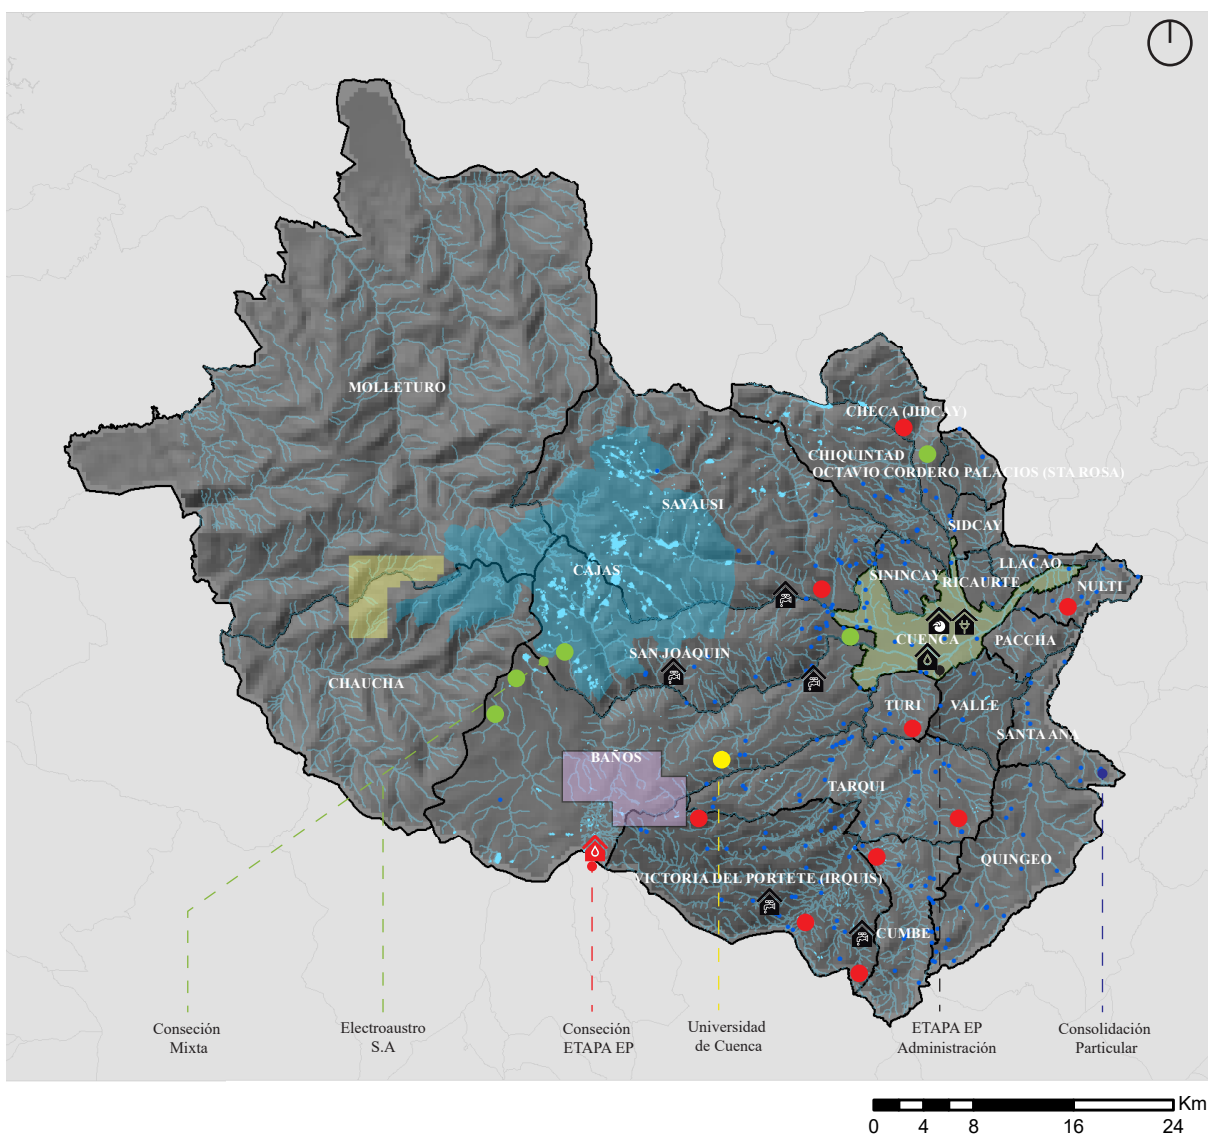 MOLLETURO
CHECA (JIDCAY)
CHIQUINTAD
OCTAVIO CORDERO PALACIOS (STA ROSA)
SAYAUSI
SIDCAY
LLACAO
CAJAS
SININCAY
RICAURTE
NULTI
CUENCA
PACCHA
SAN JOAQUIN
CHAUCHA
TURI
VALLE
SANTA ANA
BAÑOS
TARQUI
QUINGEO
VICTORIA DEL PORTETE (IRQUIS)
CUMBE
Conseción
Mixta
Electroaustro
S.A
Conseción
ETAPA EP
Universidad
de Cuenca
ETAPA EP
Administración
Consolidación
Particular
Km
0 4 8 16 24